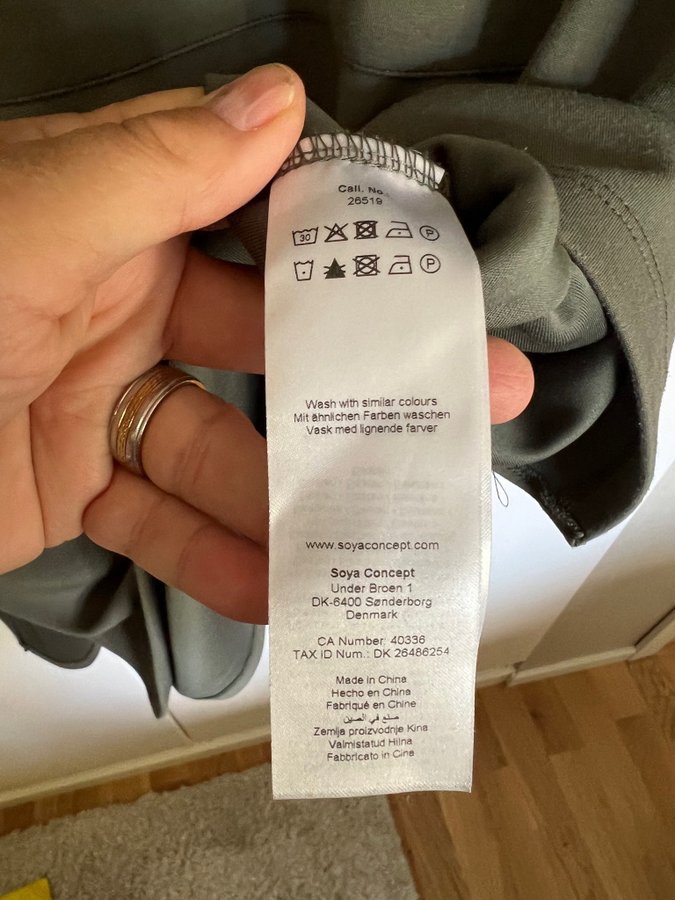 Call. No.:
26519
30 P
P
Wash with similar colours
Mit ähnlichen Farben waschen
Vask med lignende farver
www.soyaconcept.com
Soya Concept
Under Broen 1
DK-6400 Sønderborg
Denmark
CA Number: 40336
TAX iD Num.: DK 26486254
Made in China
Hecho en China
Fabriqué en Chine
صنع في الصين
Zemlja proizvodnje Kina
Valmistatud Hiina
Fabbricato in Cina